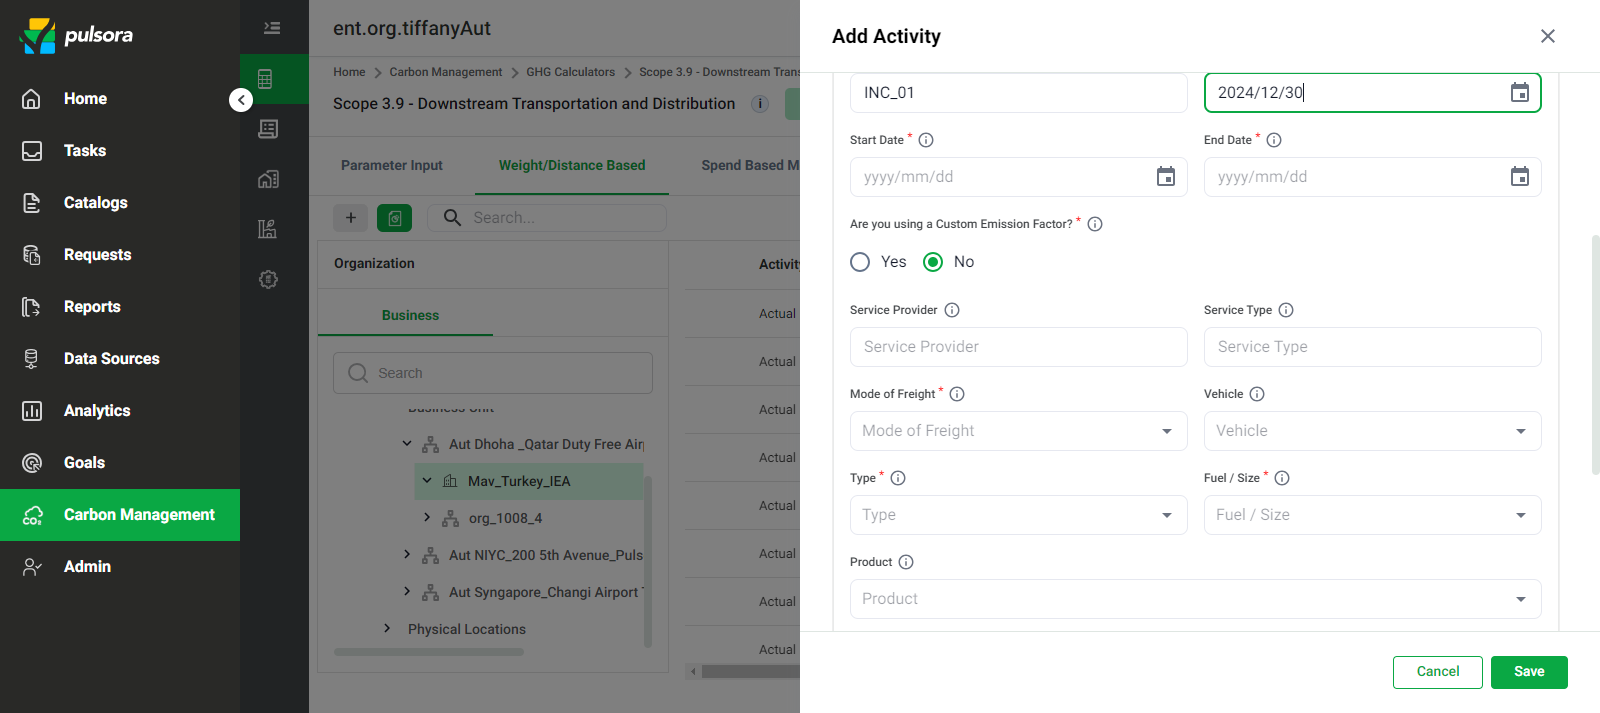 pulsora
Home
Tasks
Catalogs
Requests
Reports
Data Sources
Analytics
Goals
Carbon Management
Admin
ent.org.tiffanyAut
Home > Carbon Management > GHG Calculators > Scope 3.9 - Downstream Tran
Scope 3.9 - Downstream Transportation and Distribution
Parameter Input
Weight/Distance Based
Spend Based M
Search...
Organization
Business
Search
Business Unit
Aut Dhoha _Qatar Duty Free Air
Mav_Turkey_IEA
org_1008_4
Aut NIYC_200 5th Avenue_Puls
Aut Syngapore_Changi Airport
Physical Locations
Activity
Actual
Actual
Actual
Actual
Actual
Actual
Actual
Actual
Add Activity
INC_01
2024/12/30
Start Date *
End Date *
yyyy/mm/dd
yyyy/mm/dd
Are you using a Custom Emission Factor? *
Yes
No
Service Provider
Service Type
Service Provider
Service Type
Mode of Freight *
Vehicle
Mode of Freight
Vehicle
Type *
Fuel / Size *
Type
Fuel / Size
Product
Product
Cancel
Save